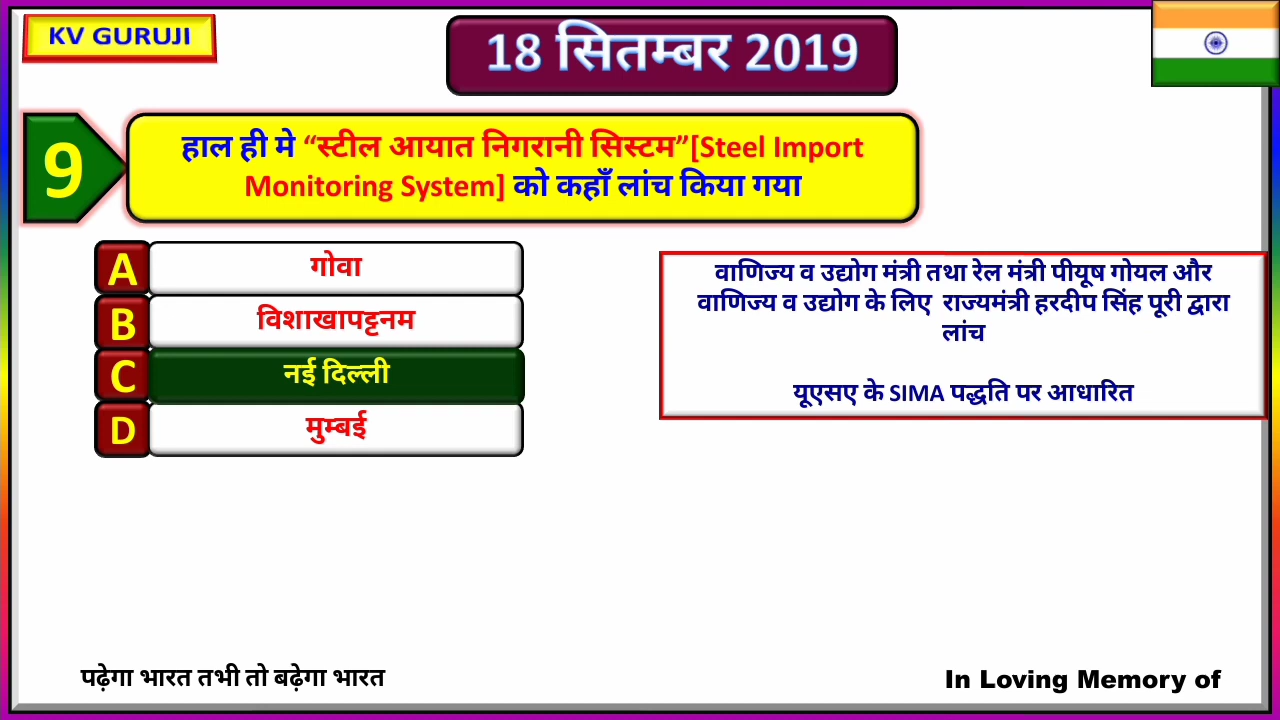 KV GURUJI
18 सितम्बर 2019
9
हाल ही मे “स्टील आयात निगरानी सिस्टम”[Steel Import
Monitoring System] को कहाँ लांच किया गया
A गोवा
B विशाखापट्टनम
C नई दिल्ली
D मुम्बई
वाणिज्य व उद्योग मंत्री तथा रेल मंत्री पीयूष गोयल और
वाणिज्य व उद्योग के लिए राज्यमंत्री हरदीप सिंह पूरी द्वारा
लांच
यूएसए के SIMA पद्धति पर आधारित
पढ़ेगा भारत तभी तो बढ़ेगा भारत
In Loving Memory of